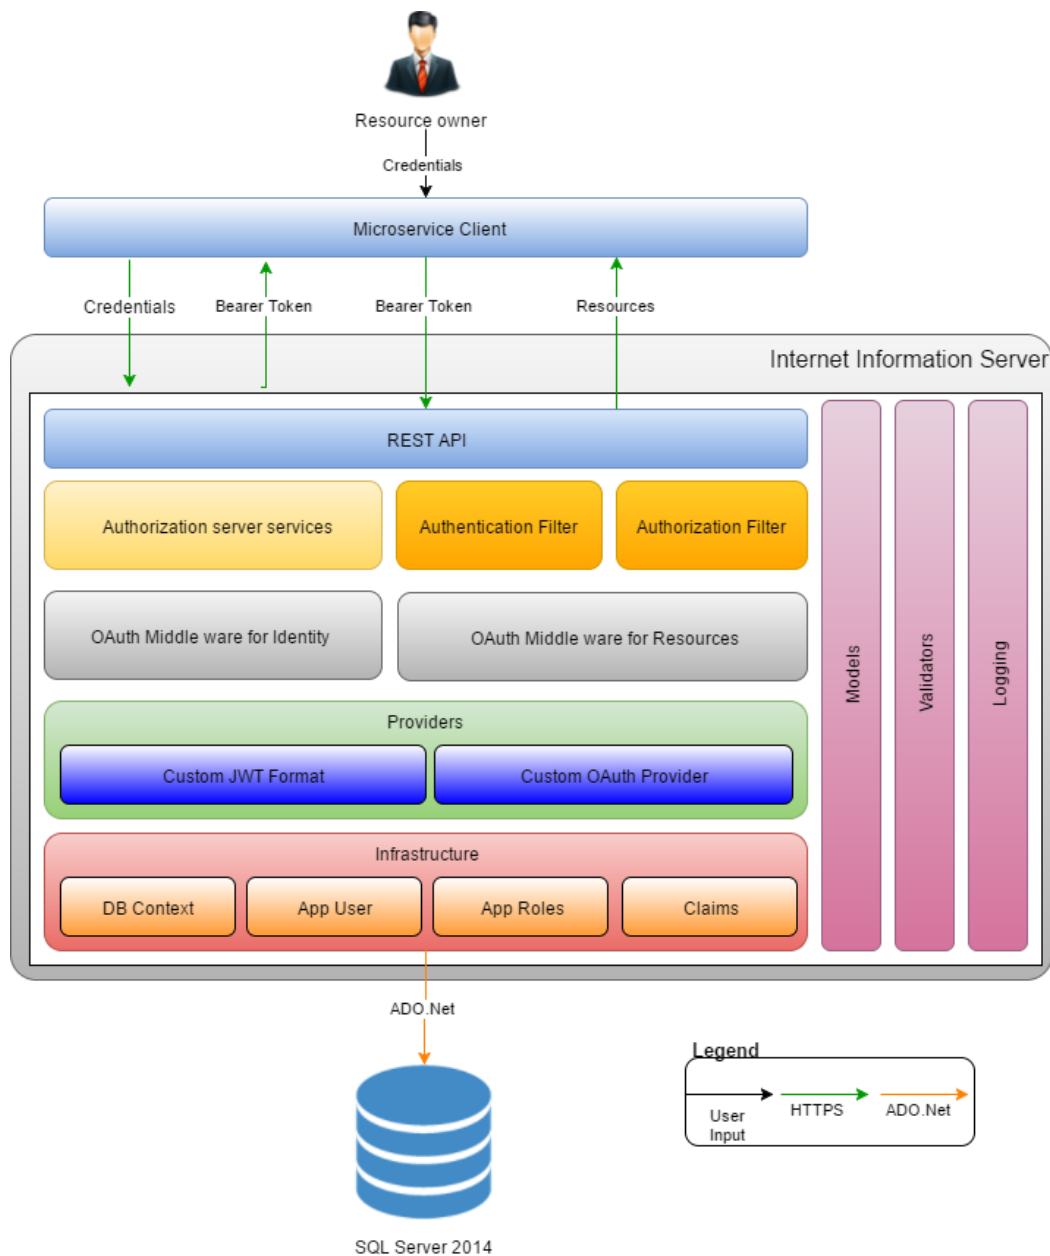 Resource owner
Credentials
Microservice Client
Credentials
Bearer Token
Bearer Token
Resources
Internet Information Server
REST API
Authorization server services
Authentication Filter
Authorization Filter
OAuth Middle ware for Identity
OAuth Middle ware for Resources
Providers
Custom JWT Format
Custom OAuth Provider
Infrastructure
DB Context
App User
App Roles
Claims
Models
Validators
Logging
ADO.Net
Legend
User
Input
HTTPS
ADO.Net
SQL Server 2014